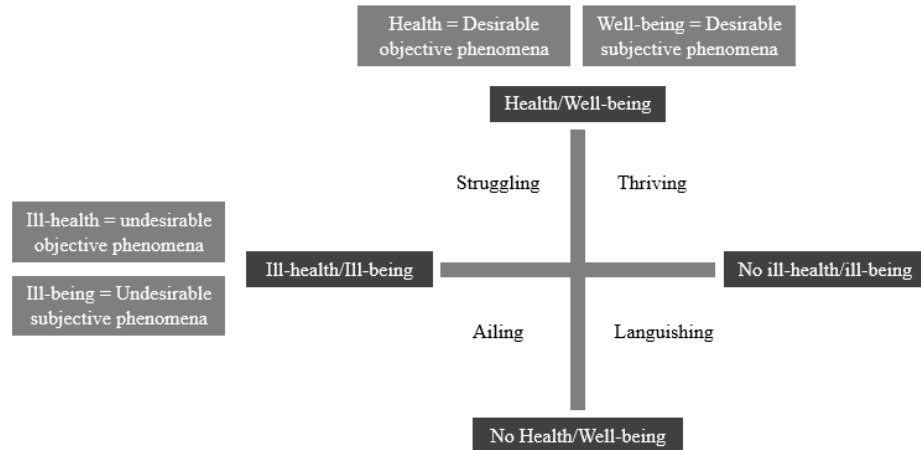 Health = Desirable
objective phenomena
Well-being = Desirable
subjective phenomena
Health/Well-being
Struggling
Thriving
Ill-health = undesirable
objective phenomena
Ill-health/Ill-being
No ill-health/ill-being
Ill-being = Undesirable
subjective phenomena
Ailing
Languishing
No Health/Well-being